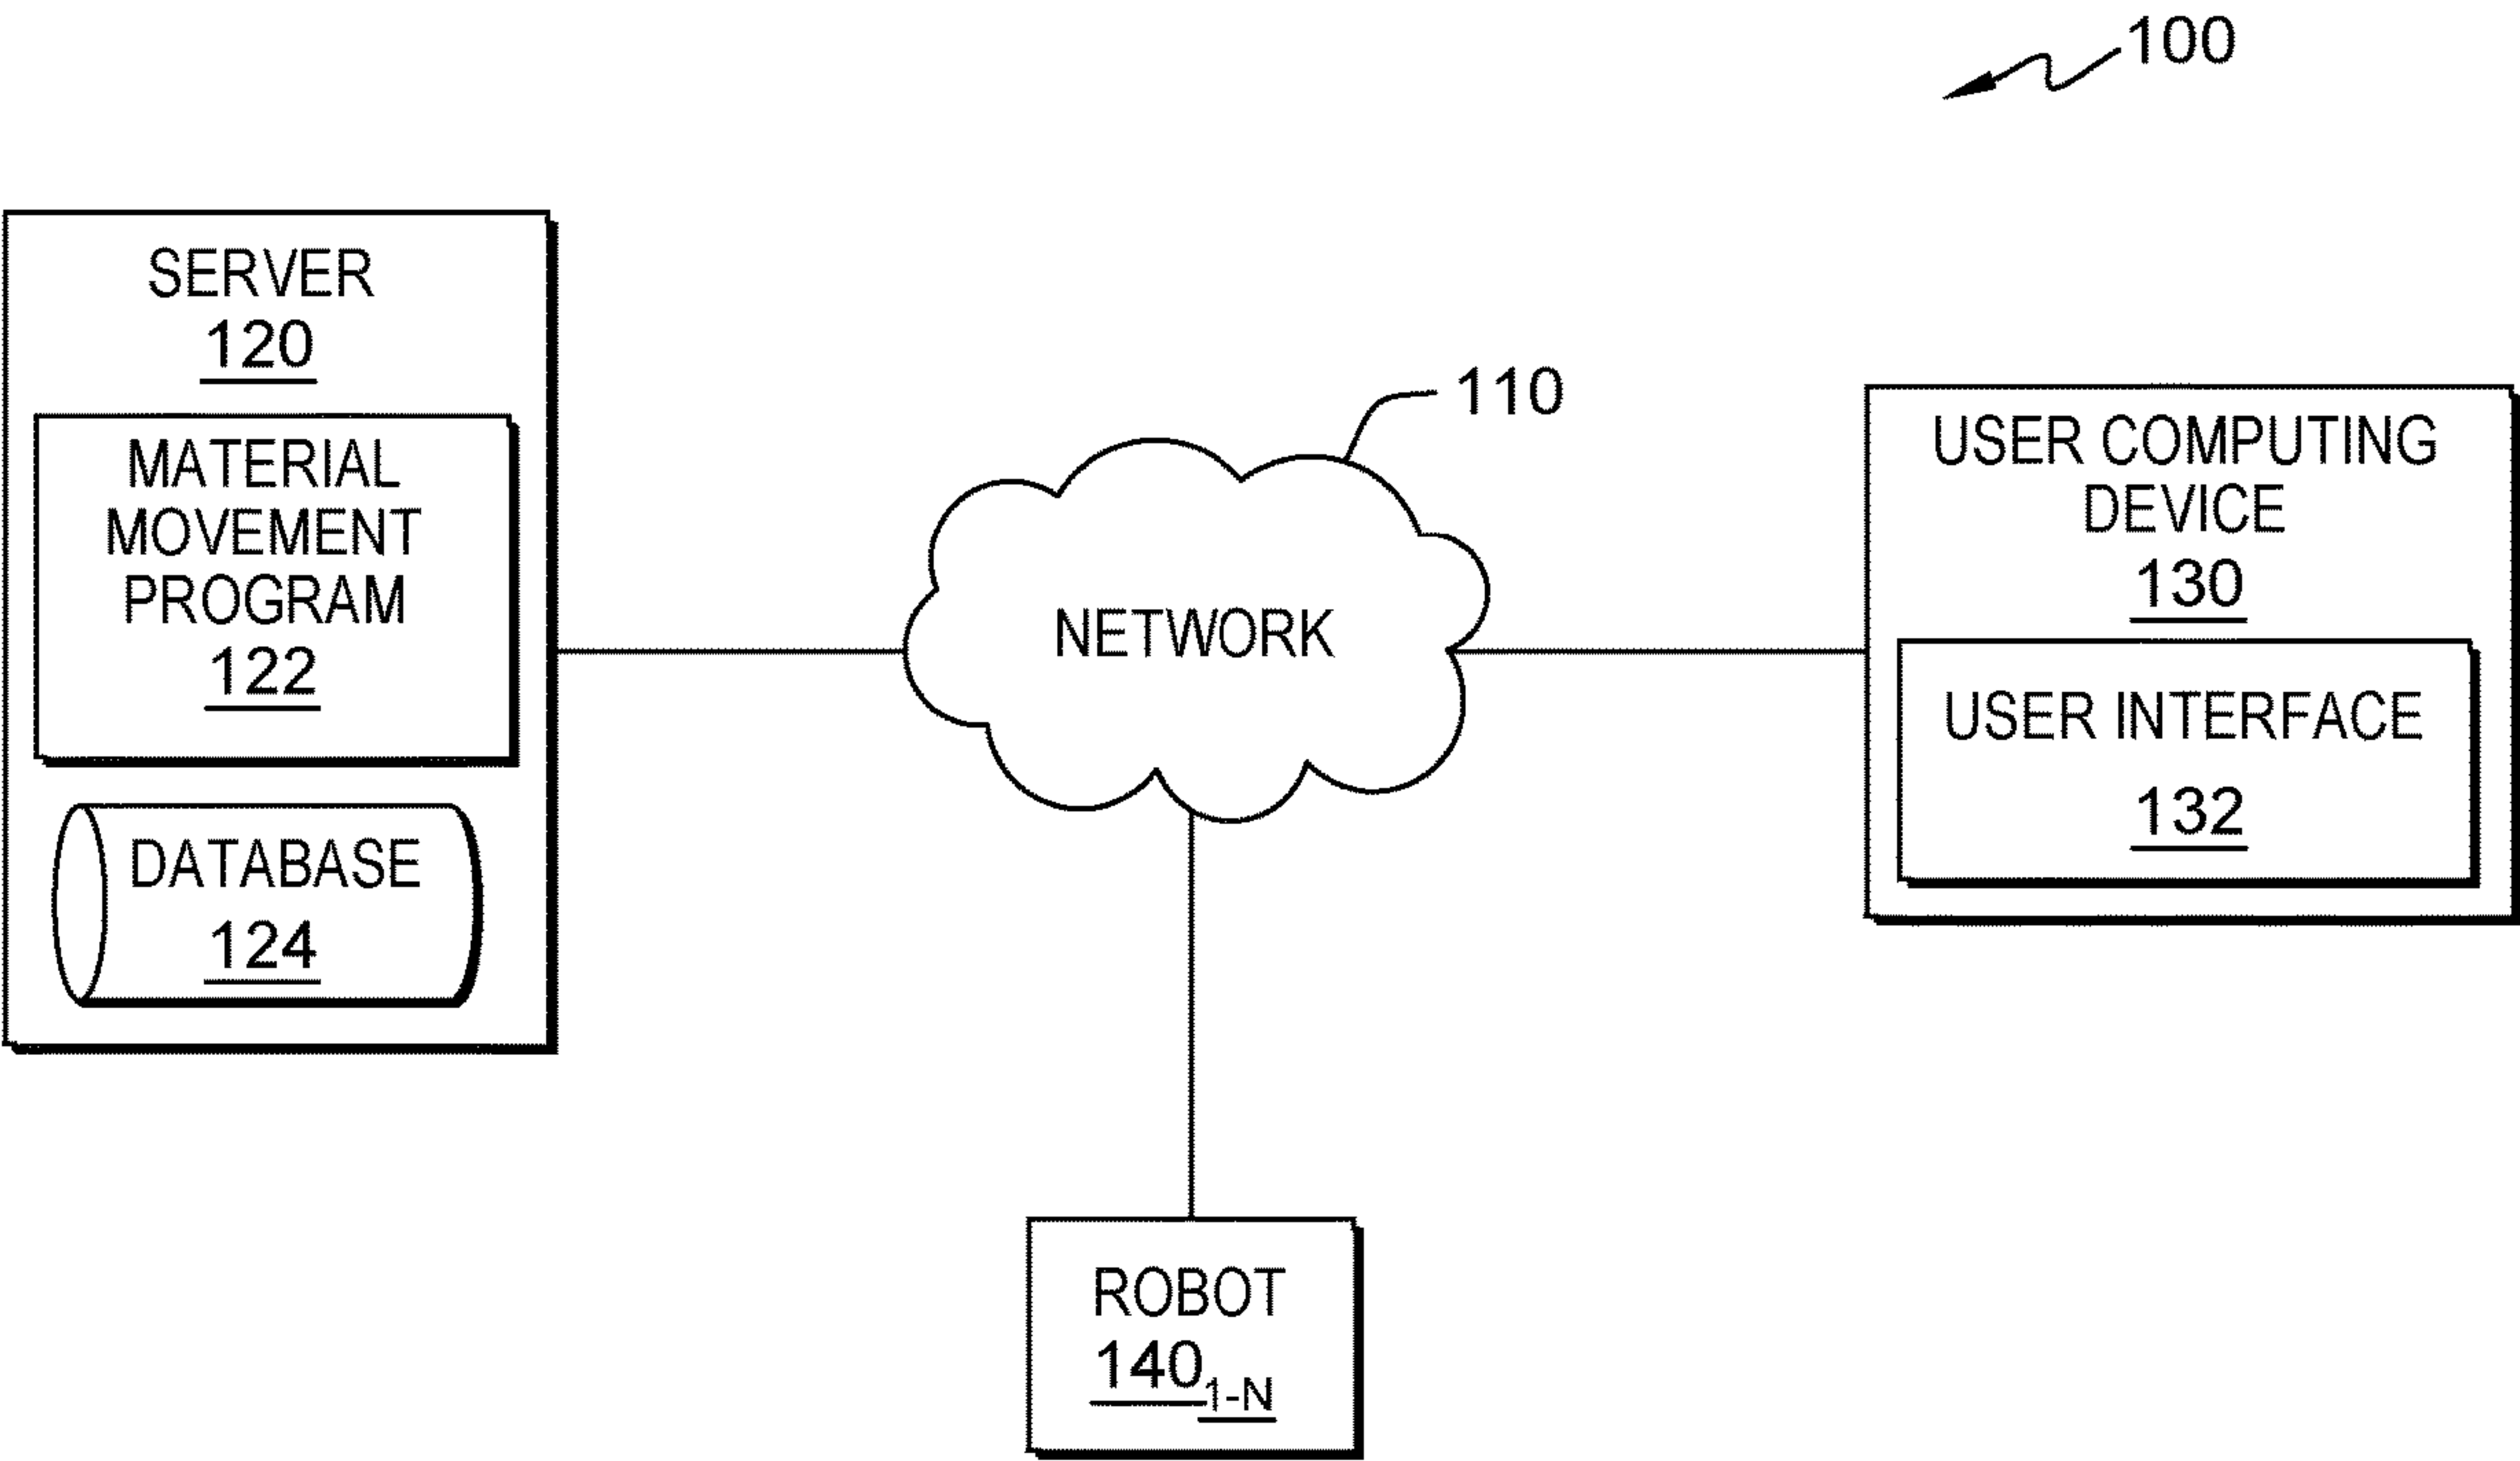 100
SERVER
120
MATERIAL
MOVEMENT
PROGRAM
122
DATABASE
124
110
NETWORK
USER COMPUTING
DEVICE
130
USER INTERFACE
132
ROBOT
140 1-N